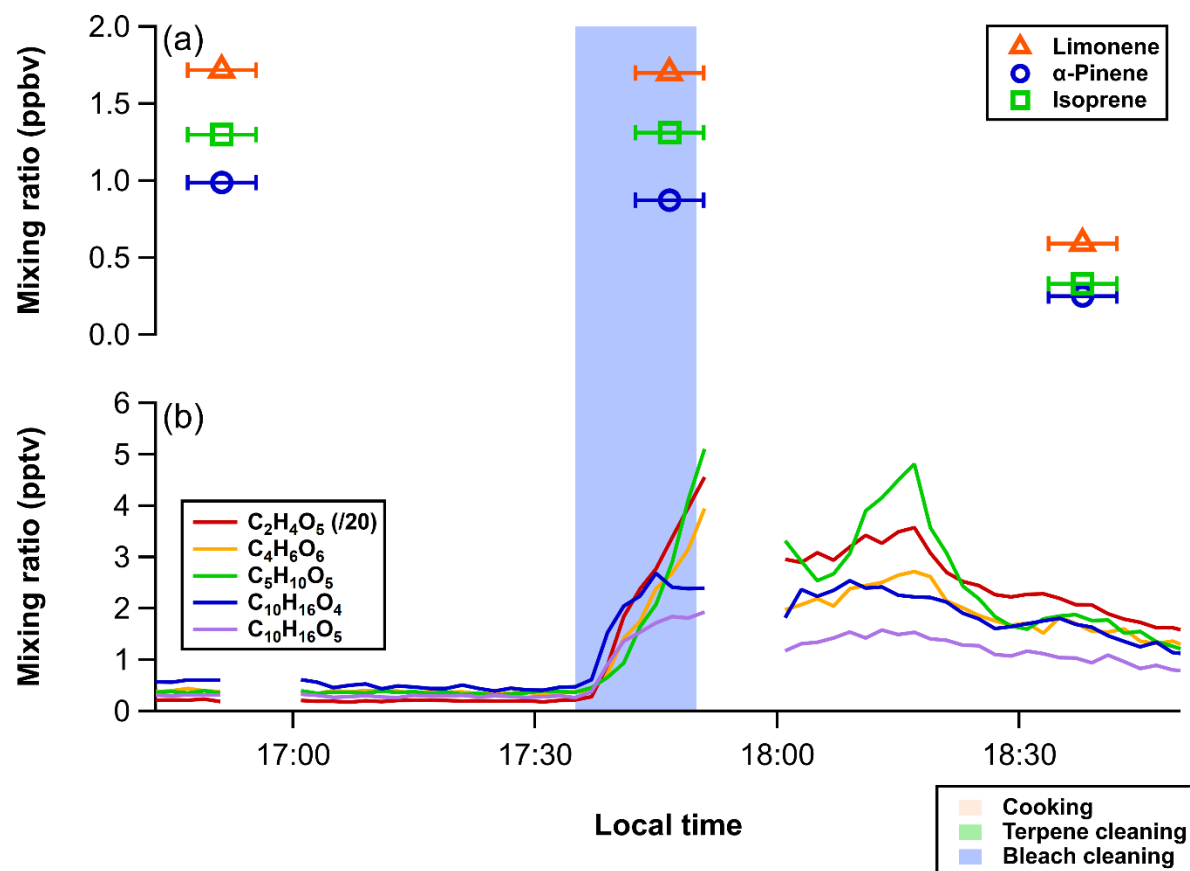 (a)
Mixing ratio (ppbv)
2.0
1.5
1.0
0.5
0.0
Limonene
α-Pinene
Isoprene
(b)
Mixing ratio (pptv)
6
5
4
3
2
1
0
C₂H₄O₅ (/20)
C₄H₆O₆
C₅H₁₀O₅
C₁₀H₁₆O₄
C₁₀H₁₆O₅
17:00 17:30 18:00 18:30
Local time
Cooking
Terpene cleaning
Bleach cleaning